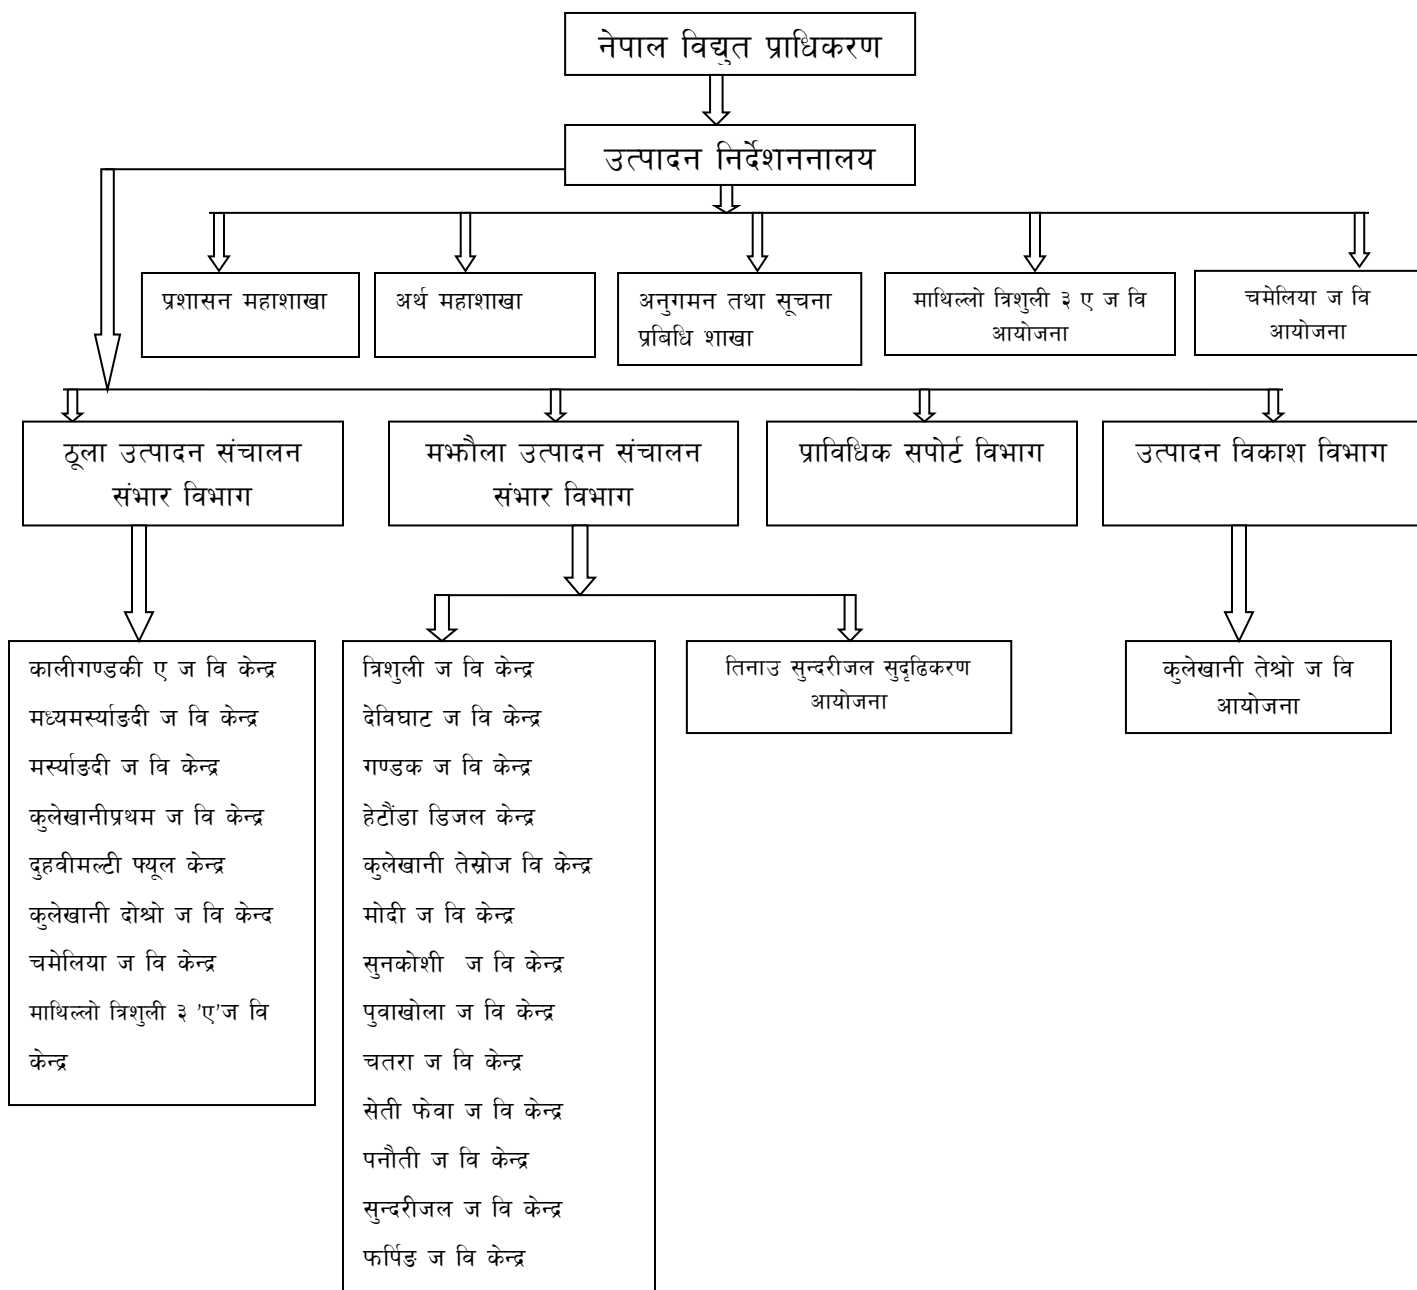 नेपाल विद्युत प्राधिकरण
उत्पादन निर्देशननालय
प्रशासन महाशाखा
अर्थ महाशाखा
अनुगमन तथा सूचना
प्रबिधि शाखा
माथिल्लो त्रिशुली ३ ए ज वि
आयोजना
चमेलिया ज वि
आयोजना
ठूला उत्पादन संचालन
संभार विभाग
मझौला उत्पादन संचालन
संभार विभाग
प्राविधिक सपोर्ट विभाग
उत्पादन विकाश विभाग
कालीगण्डकी ए ज वि केन्द्र
मध्यमर्स्याङदी ज वि केन्द्र
मर्स्याङदी ज वि केन्द्र
कुलेखानीप्रथम ज वि केन्द्र
दुहवीमल्टी फ्यूल केन्द्र
कुलेखानी दोश्रो ज वि केन्द
चमेलिया ज वि केन्द्र
माथिल्लो त्रिशुली ३ 'ए'ज वि
केन्द्र
त्रिशुली ज वि केन्द्र
देविघाट ज वि केन्द्र
गण्डक ज वि केन्द्र
हेटौंडा डिजल केन्द्र
कुलेखानी तेस्रोज वि केन्द्र
मोदी ज वि केन्द्र
सुनकोशी ज वि केन्द्र
पुवाखोला ज वि केन्द्र
चतरा ज वि केन्द्र
सेती फेवा ज वि केन्द्र
पनौती ज वि केन्द्र
सुन्दरीजल ज वि केन्द्र
फर्पिङ ज वि केन्द्र
तिनाउ सुन्दरीजल सुदृढिकरण
आयोजना
कुलेखानी तेश्रो ज वि
आयोजना